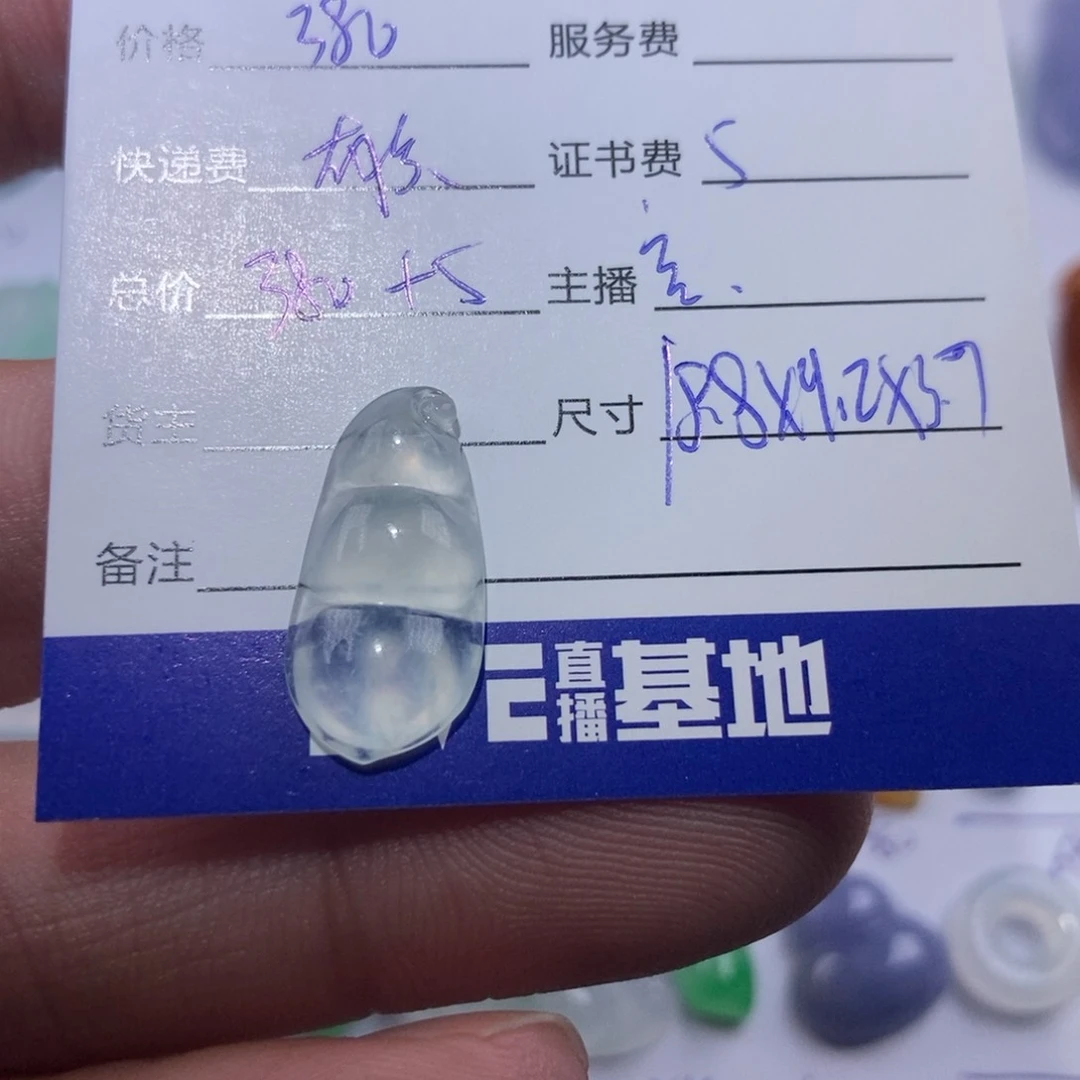 价格 380 服务费
快递费 证书费 5
总价 380+5 主播
货主 尺寸 18.8X9.2X3.7
备注
直播基地